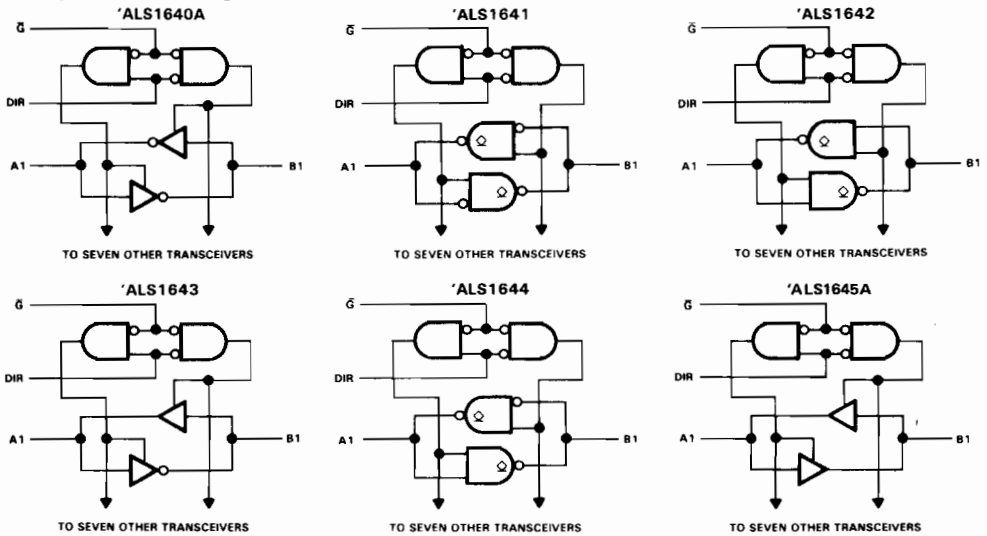 'ALS1640A
Ḡ
DIR
A1
B1
TO SEVEN OTHER TRANSCEIVERS
'ALS1641
Ḡ
DIR
A1
B1
TO SEVEN OTHER TRANSCEIVERS
'ALS1642
Ḡ
DIR
A1
B1
TO SEVEN OTHER TRANSCEIVERS
'ALS1643
Ḡ
DIR
A1
B1
TO SEVEN OTHER TRANSCEIVERS
'ALS1644
Ḡ
DIR
A1
B1
TO SEVEN OTHER TRANSCEIVERS
'ALS1645A
Ḡ
DIR
A1
B1
TO SEVEN OTHER TRANSCEIVERS